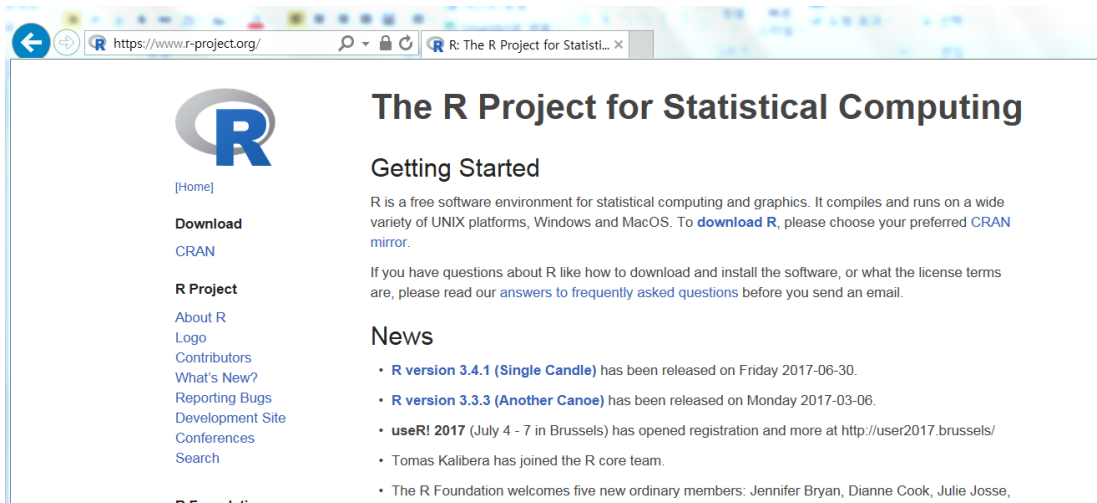 https://www.r-project.org/
R: The R Project for Statisti...
The R Project for Statistical Computing
R
[Home]
Download
CRAN
R Project
About R
Logo
Contributors
What's New?
Reporting Bugs
Development Site
Conferences
Search
Getting Started
R is a free software environment for statistical computing and graphics. It compiles and runs on a wide
variety of UNIX platforms, Windows and MacOS. To download R, please choose your preferred CRAN
mirror.
If you have questions about R like how to download and install the software, or what the license terms
are, please read our answers to frequently asked questions before you send an email.
News
• R version 3.4.1 (Single Candle) has been released on Friday 2017-06-30.
• R version 3.3.3 (Another Canoe) has been released on Monday 2017-03-06.
• useR! 2017 (July 4 - 7 in Brussels) has opened registration and more at http://user2017.brussels/
• Tomas Kalibera has joined the R core team.
• The R Foundation welcomes five new ordinary members: Jennifer Bryan, Dianne Cook, Julie Josse,